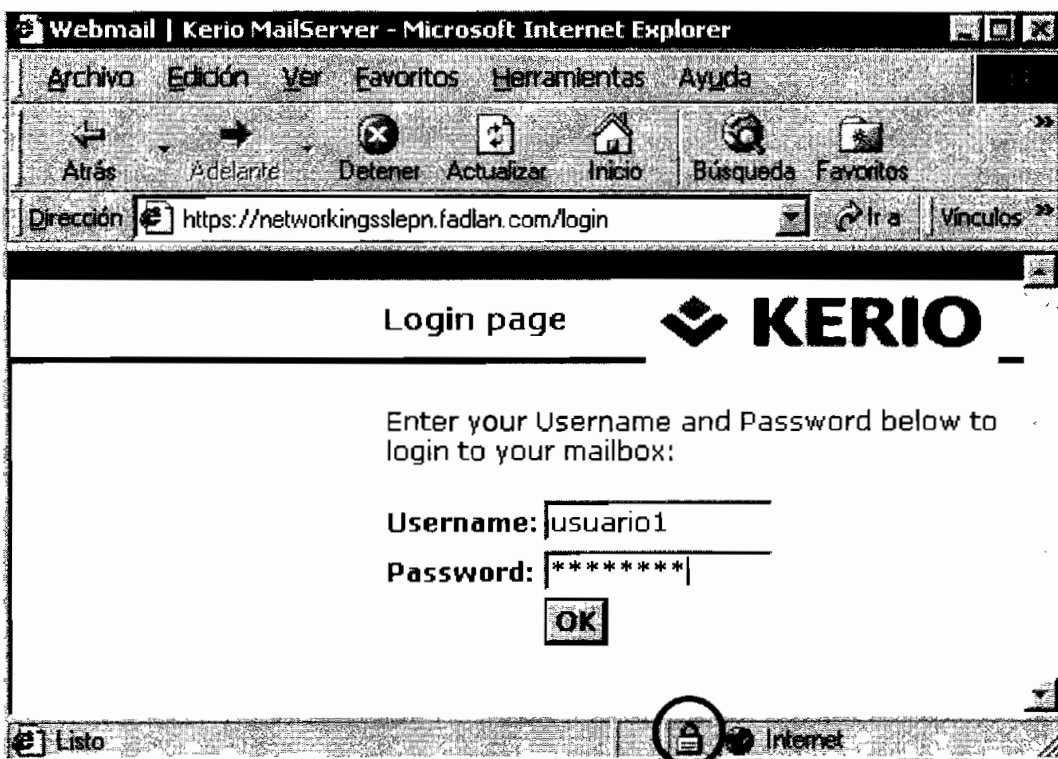 Webmail | Kerio MailServer - Microsoft Internet Explorer
Archivo Edición Ver Favoritos Herramientas Ayuda
»
Atrás Adelante Detener Actualizar Inicio Búsqueda Favoritos
Dirección https://networkingsslepn.fadlan.com/login Ir a Vínculos »
Login page KERIO
Enter your Username and Password below to
login to your mailbox:
Username: usuario1
Password: ********
OK
Listo Internet